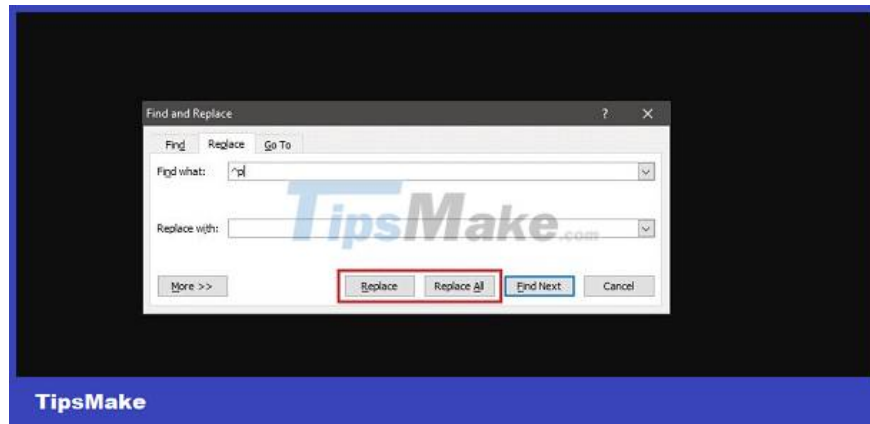 Find and Replace ? X
Find Replace Go To
Find what: ^p
TipsMake.com
Replace with:
More >> Replace Replace All Find Next Cancel
TipsMake